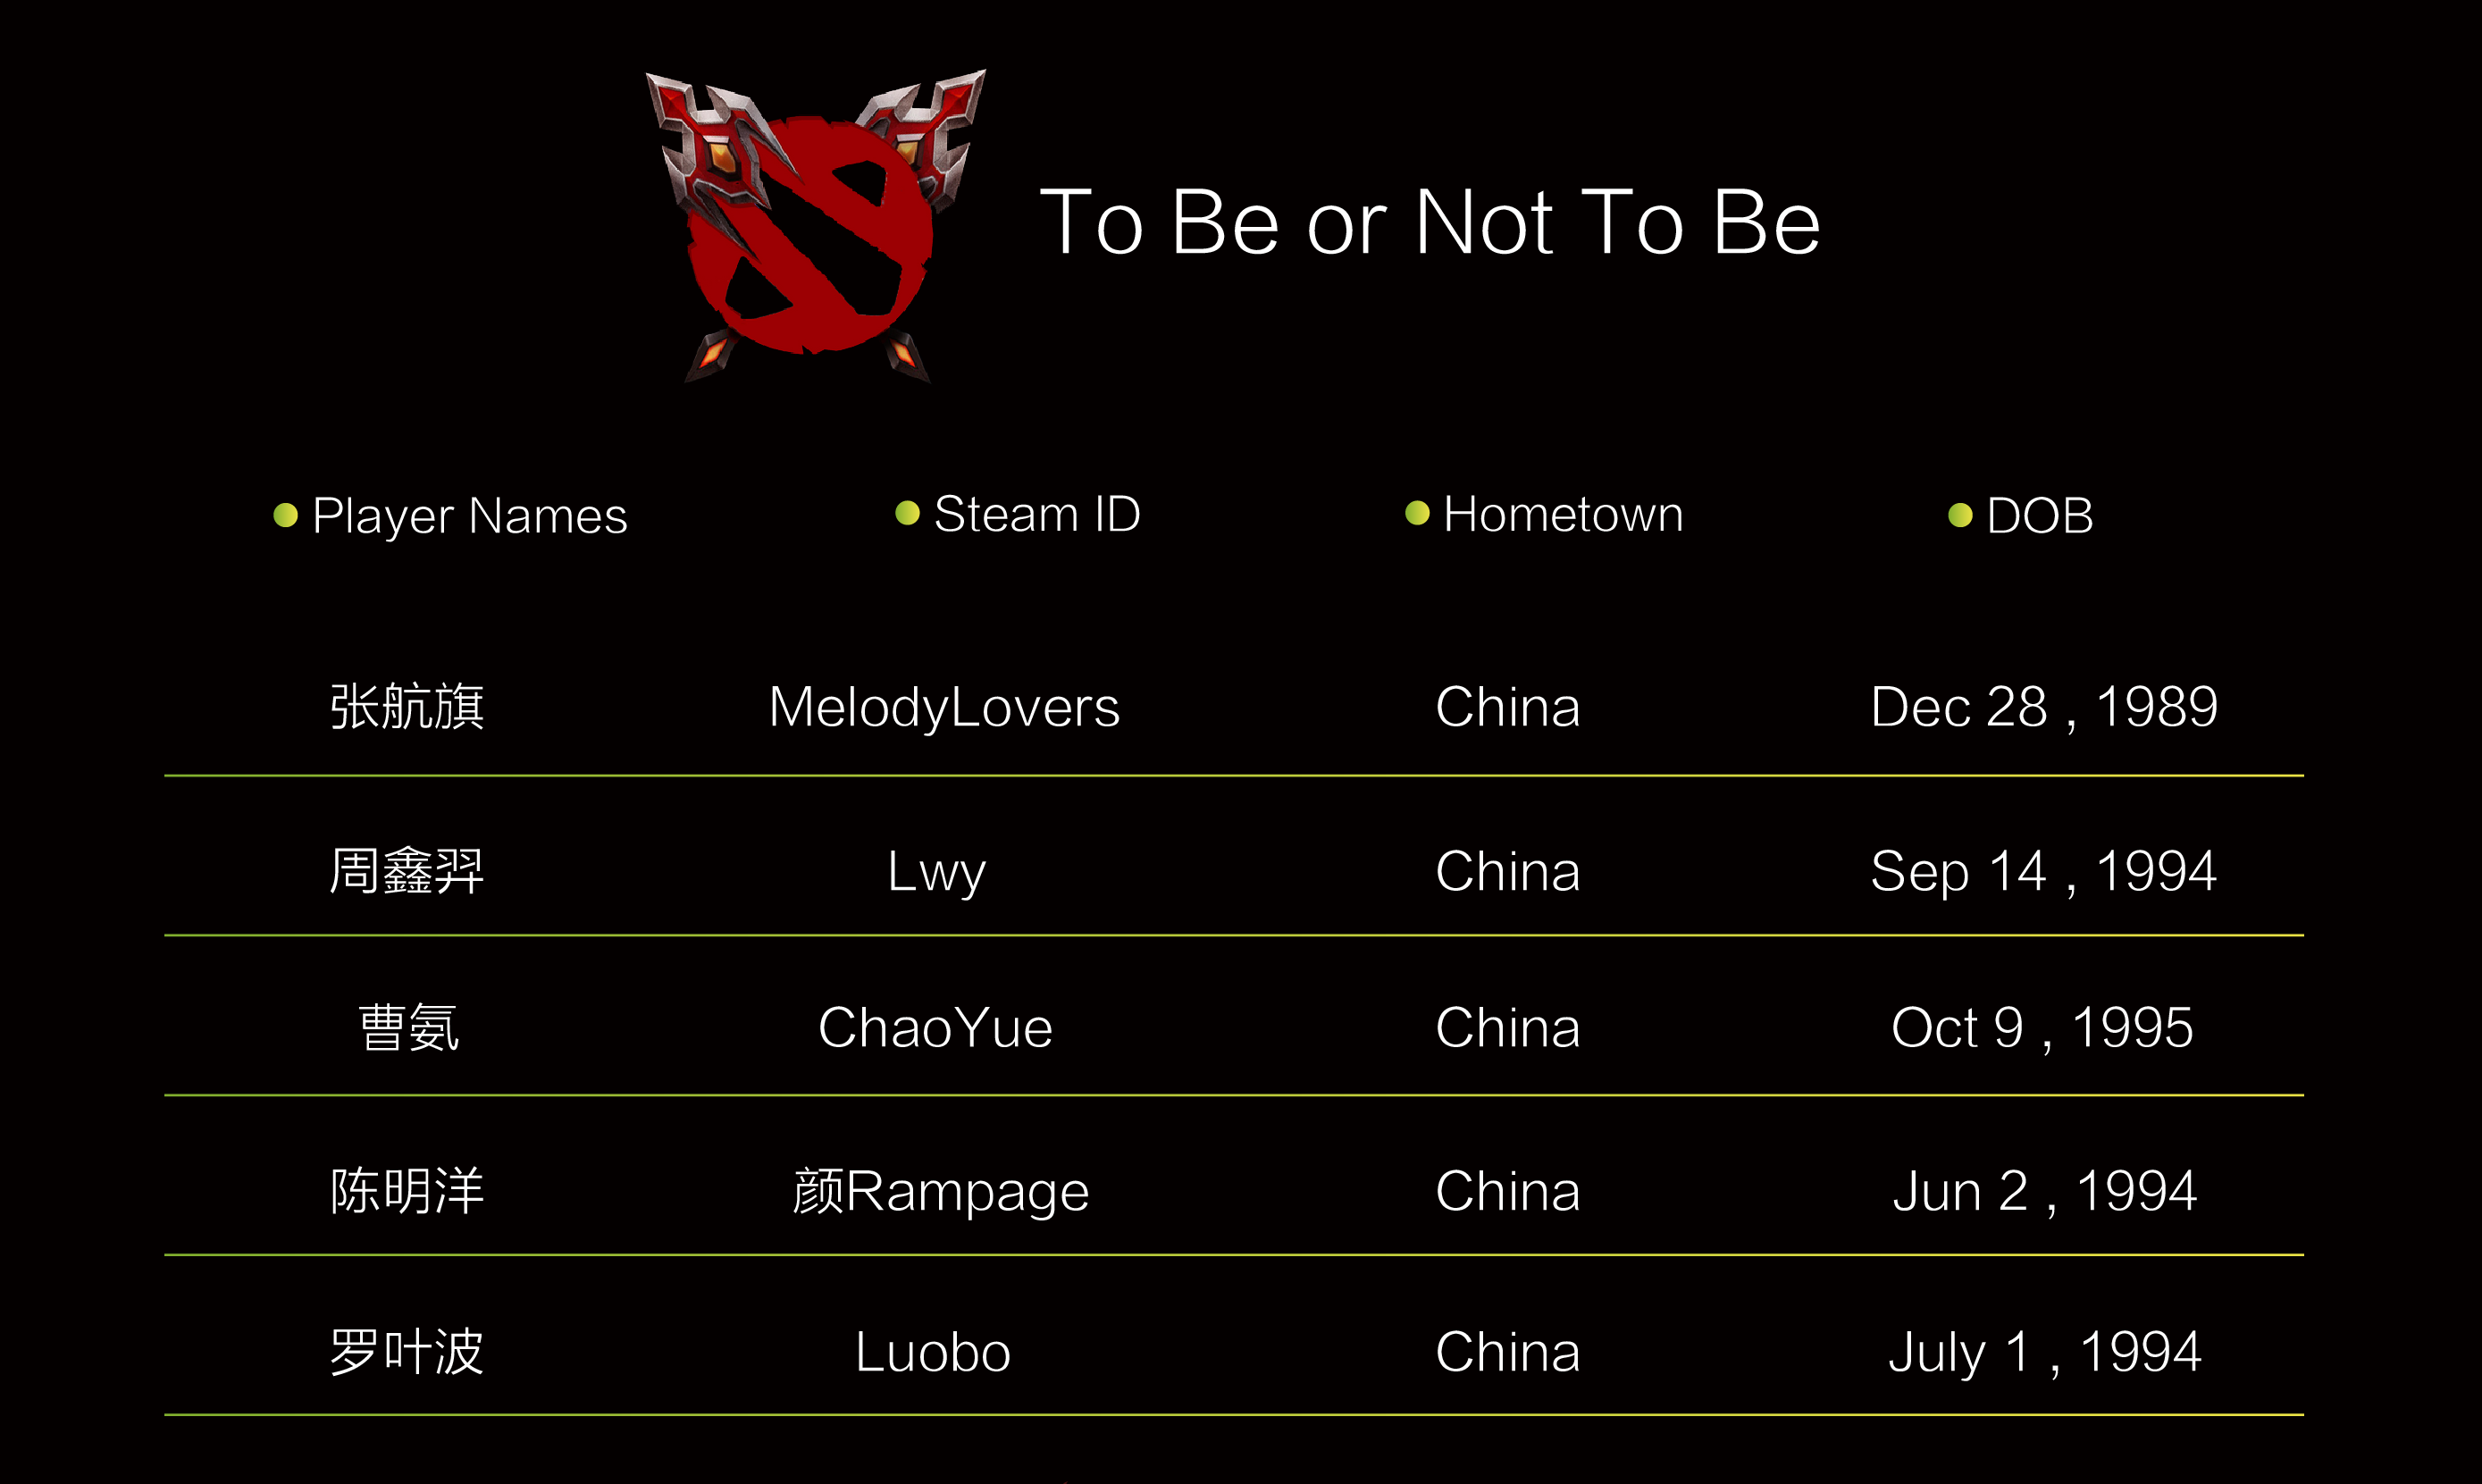 To Be or Not To Be
Player Names Steam ID Hometown DOB
张航旗 MelodyLovers China Dec 28 , 1989
周鑫羿 Lwy China Sep 14 , 1994
曹氨 ChaoYue China Oct 9 , 1995
陈明洋 颜Rampage China Jun 2 , 1994
罗叶波 Luobo China July 1 , 1994